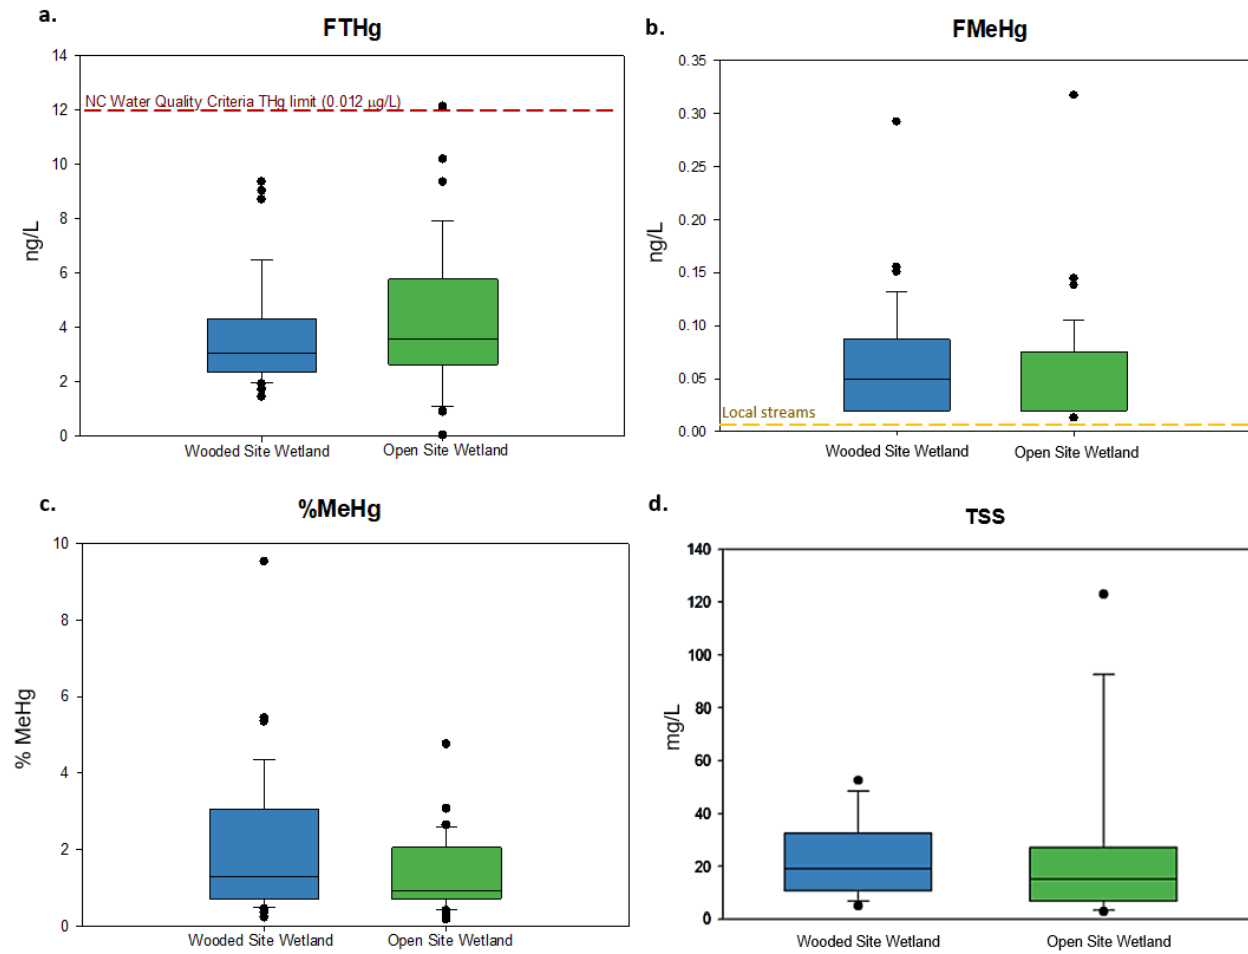 a.
FTHg
14
12
10
8
6
4
2
0
ng/L
NC Water Quality Criteria THg limit (0.012 µg/L)
Wooded Site Wetland
Open Site Wetland
b.
FMeHg
0.35
0.30
0.25
0.20
0.15
0.10
0.05
0.00
ng/L
Local streams
Wooded Site Wetland
Open Site Wetland
c.
%MeHg
10
8
6
4
2
0
% MeHg
Wooded Site Wetland
Open Site Wetland
d.
TSS
140
120
100
80
60
40
20
0
mg/L
Wooded Site Wetland
Open Site Wetland